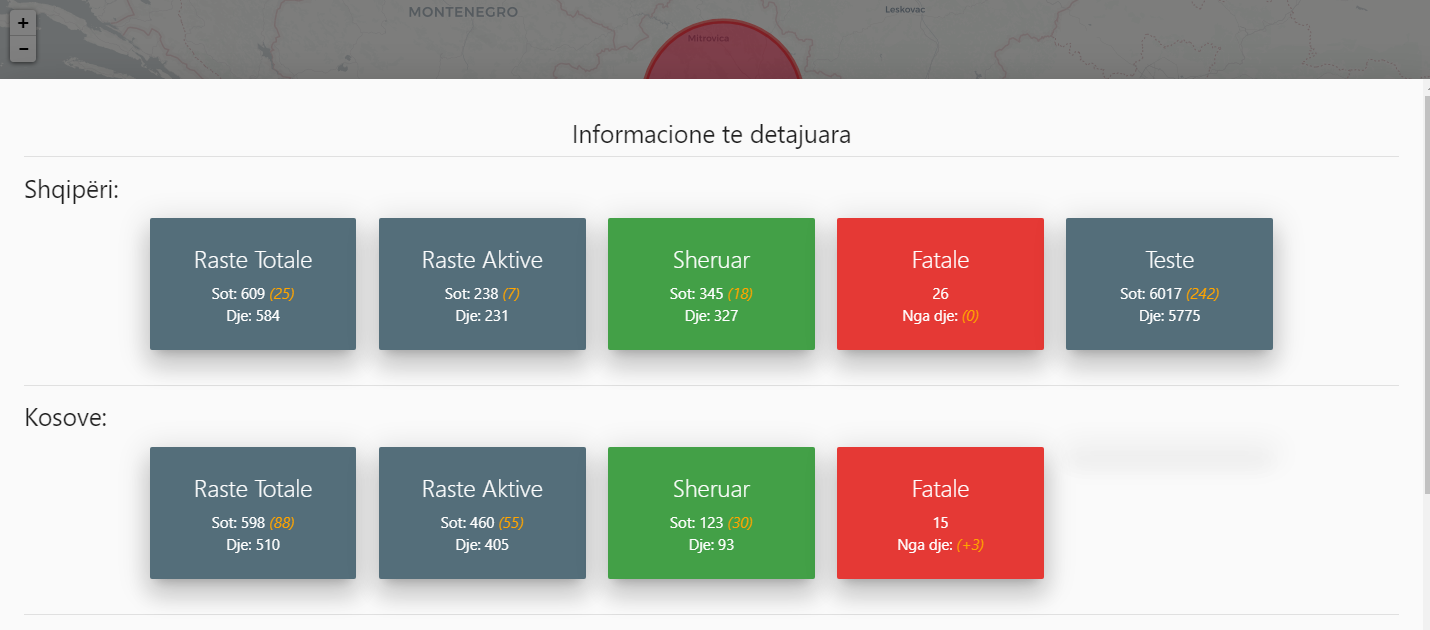 +
−
MONTENEGRO
Leskovac
Mitrovica
Informacione te detajuara
Shqipëri:
Raste Totale
Sot: 609 (25)
Dje: 584
Raste Aktive
Sot: 238 (7)
Dje: 231
Sheruar
Sot: 345 (18)
Dje: 327
Fatale
26
Nga dje: (0)
Teste
Sot: 6017 (242)
Dje: 5775
Kosove:
Raste Totale
Sot: 598 (88)
Dje: 510
Raste Aktive
Sot: 460 (55)
Dje: 405
Sheruar
Sot: 123 (30)
Dje: 93
Fatale
15
Nga dje: (+3)